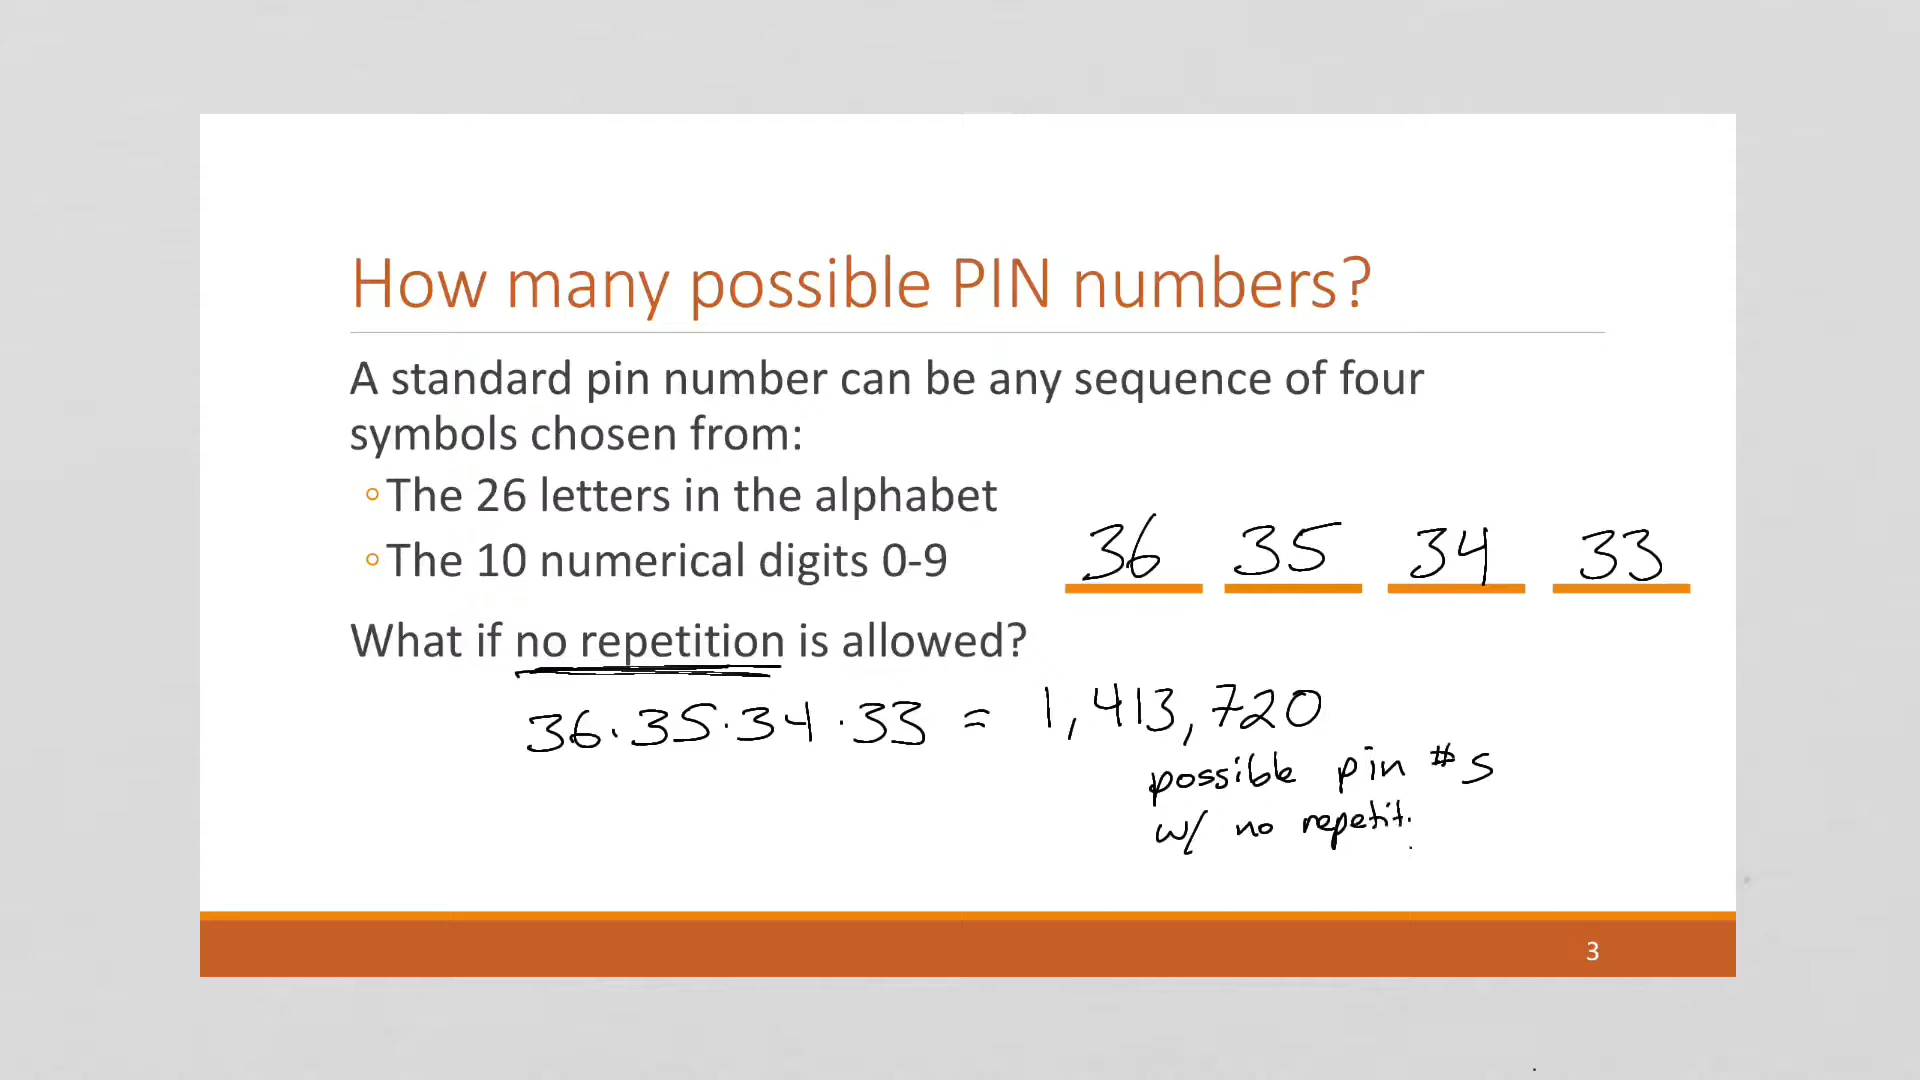 How many possible PIN numbers?
A standard pin number can be any sequence of four
symbols chosen from:
◦The 26 letters in the alphabet
◦The 10 numerical digits 0-9
36 35 34 33
What if no repetition is allowed?
36·35·34·33 = 1,413,720
possible pin #s
w/ no repetit.
3